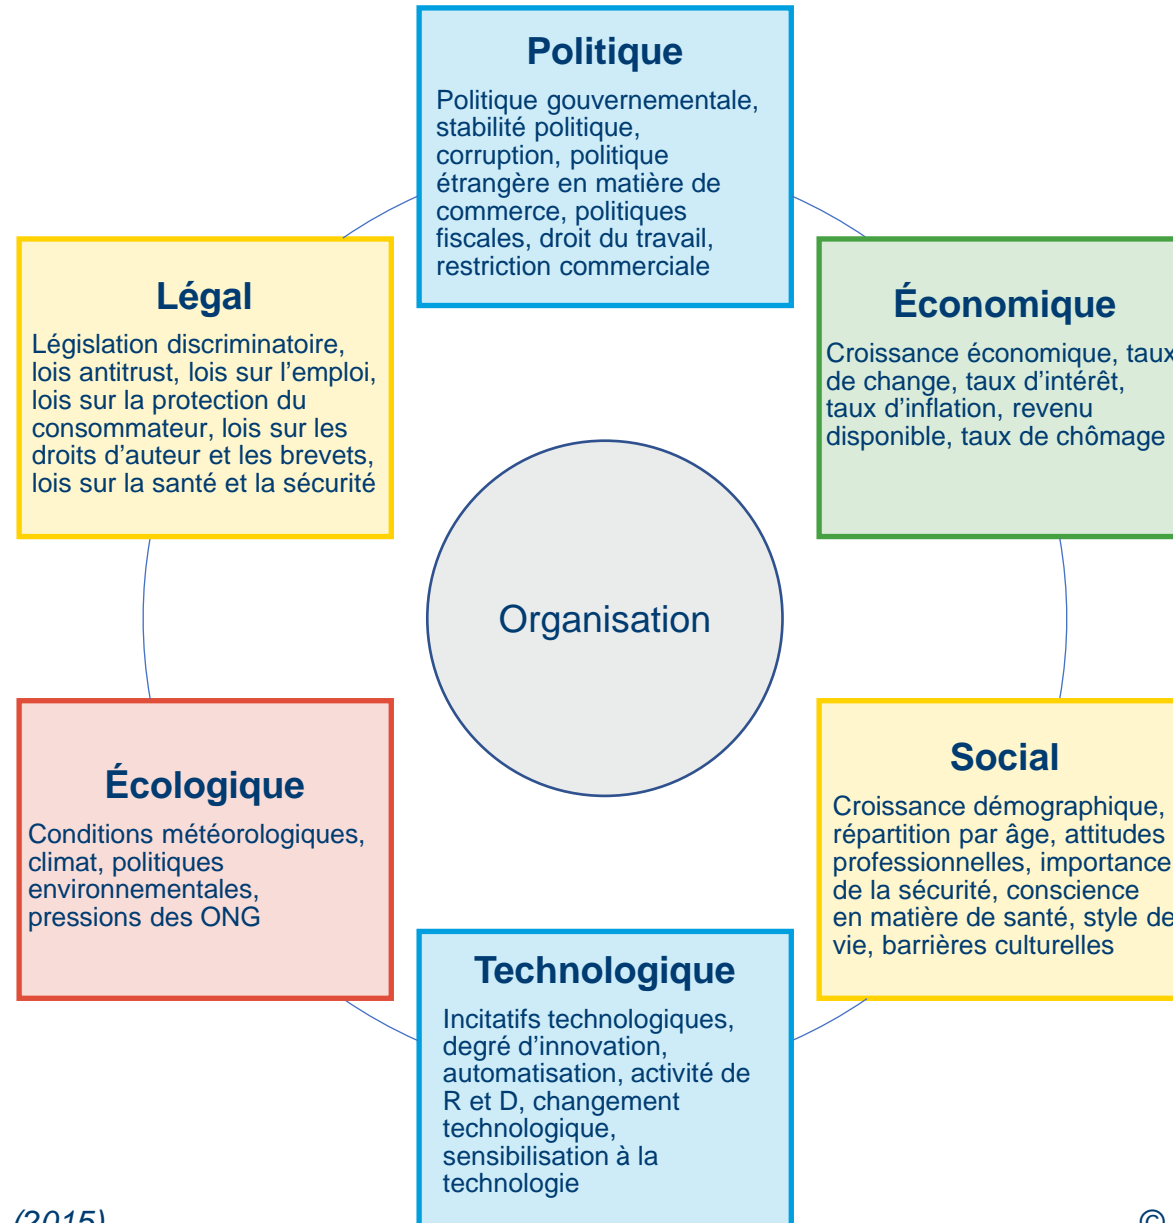 Politique
Politique gouvernementale,
stabilité politique,
corruption, politique
étrangère en matière de
commerce, politiques
fiscales, droit du travail,
restriction commerciale
Légal
Législation discriminatoire,
lois antitrust, lois sur l’emploi,
lois sur la protection du
consommateur, lois sur les
droits d’auteur et les brevets,
lois sur la santé et la sécurité
Économique
Croissance économique, taux
de change, taux d’intérêt,
taux d’inflation, revenu
disponible, taux de chômage
Organisation
Écologique
Conditions météorologiques,
climat, politiques
environnementales,
pressions des ONG
Social
Croissance démographique,
répartition par âge, attitudes
professionnelles, importance
de la sécurité, conscience
en matière de santé, style de
vie, barrières culturelles
Technologique
Incitatifs technologiques,
degré d’innovation,
automatisation, activité de
R et D, changement
technologique,
sensibilisation à la
technologie
(2015)
©